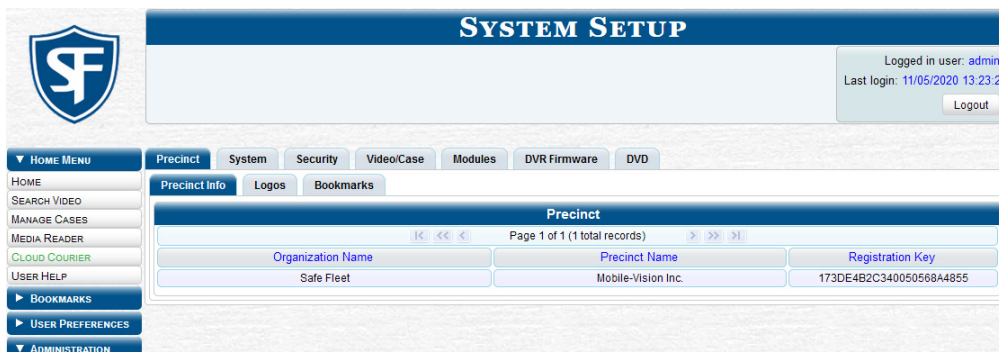 SF
SYSTEM SETUP
Logged in user: admin
Last login: 11/05/2020 13:23:2
Logout
▼ HOME MENU
HOME
SEARCH VIDEO
MANAGE CASES
MEDIA READER
CLOUD COURIER
USER HELP
► BOOKMARKS
► USER PREFERENCES
▼ ADMINISTRATION
Precinct System Security Video/Case Modules DVR Firmware DVD
Precinct Info Logos Bookmarks
Precinct
|< << < Page 1 of 1 (1 total records) > >> >|
Organization Name Precinct Name Registration Key
Safe Fleet Mobile-Vision Inc. 173DE4B2C340050568A4855